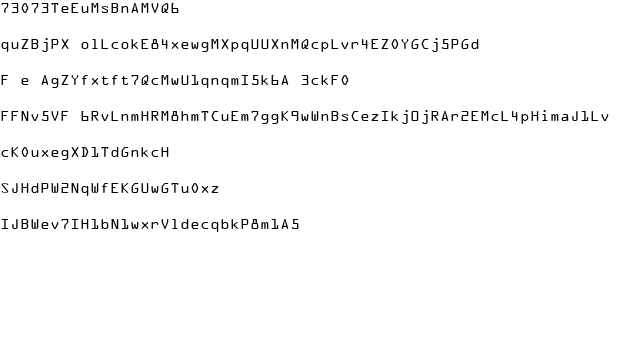 73073TeEuMsBnAMVQ6
quZBjPX o1LcokE84xewgMXpqUUXnMQcpLvr4EZ0YGCj5PGd
F e AgZYfxtft7QcMwU1qnqmI5k6A 3ckF0
FFNv5VF 6RvLnmHRM8hmTCuEm7ggK9wWnBsCezIkjOjRAr2EMcL4pHimaJ1Lv
cK0uxegXD1TdGnkcH
SJHdPW2NqWfEKGUwGTu0xz
IJBWev7IH1bN1wxrV1decqbkP8m1A5